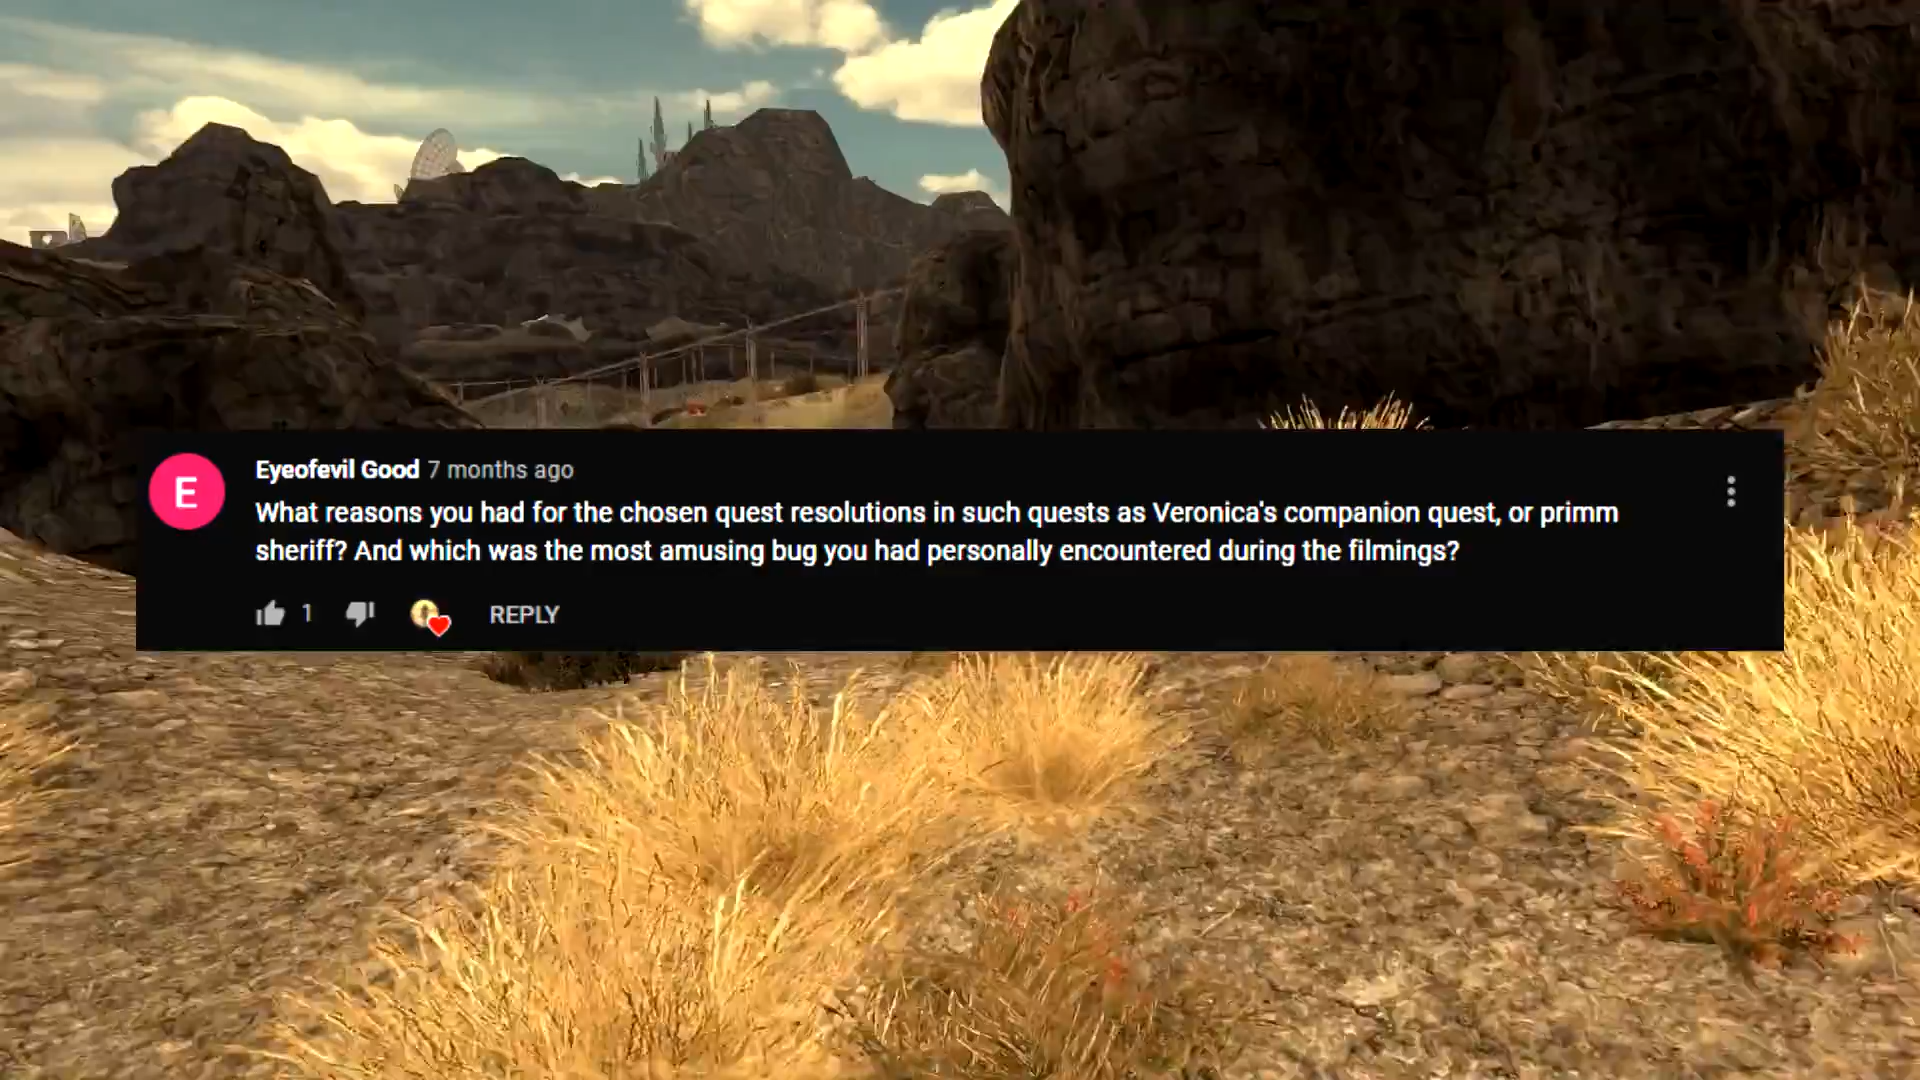 E
Eyeofevil Good 7 months ago
What reasons you had for the chosen quest resolutions in such quests as Veronica's companion quest, or primm
sheriff? And which was the most amusing bug you had personally encountered during the filmings?
1 REPLY